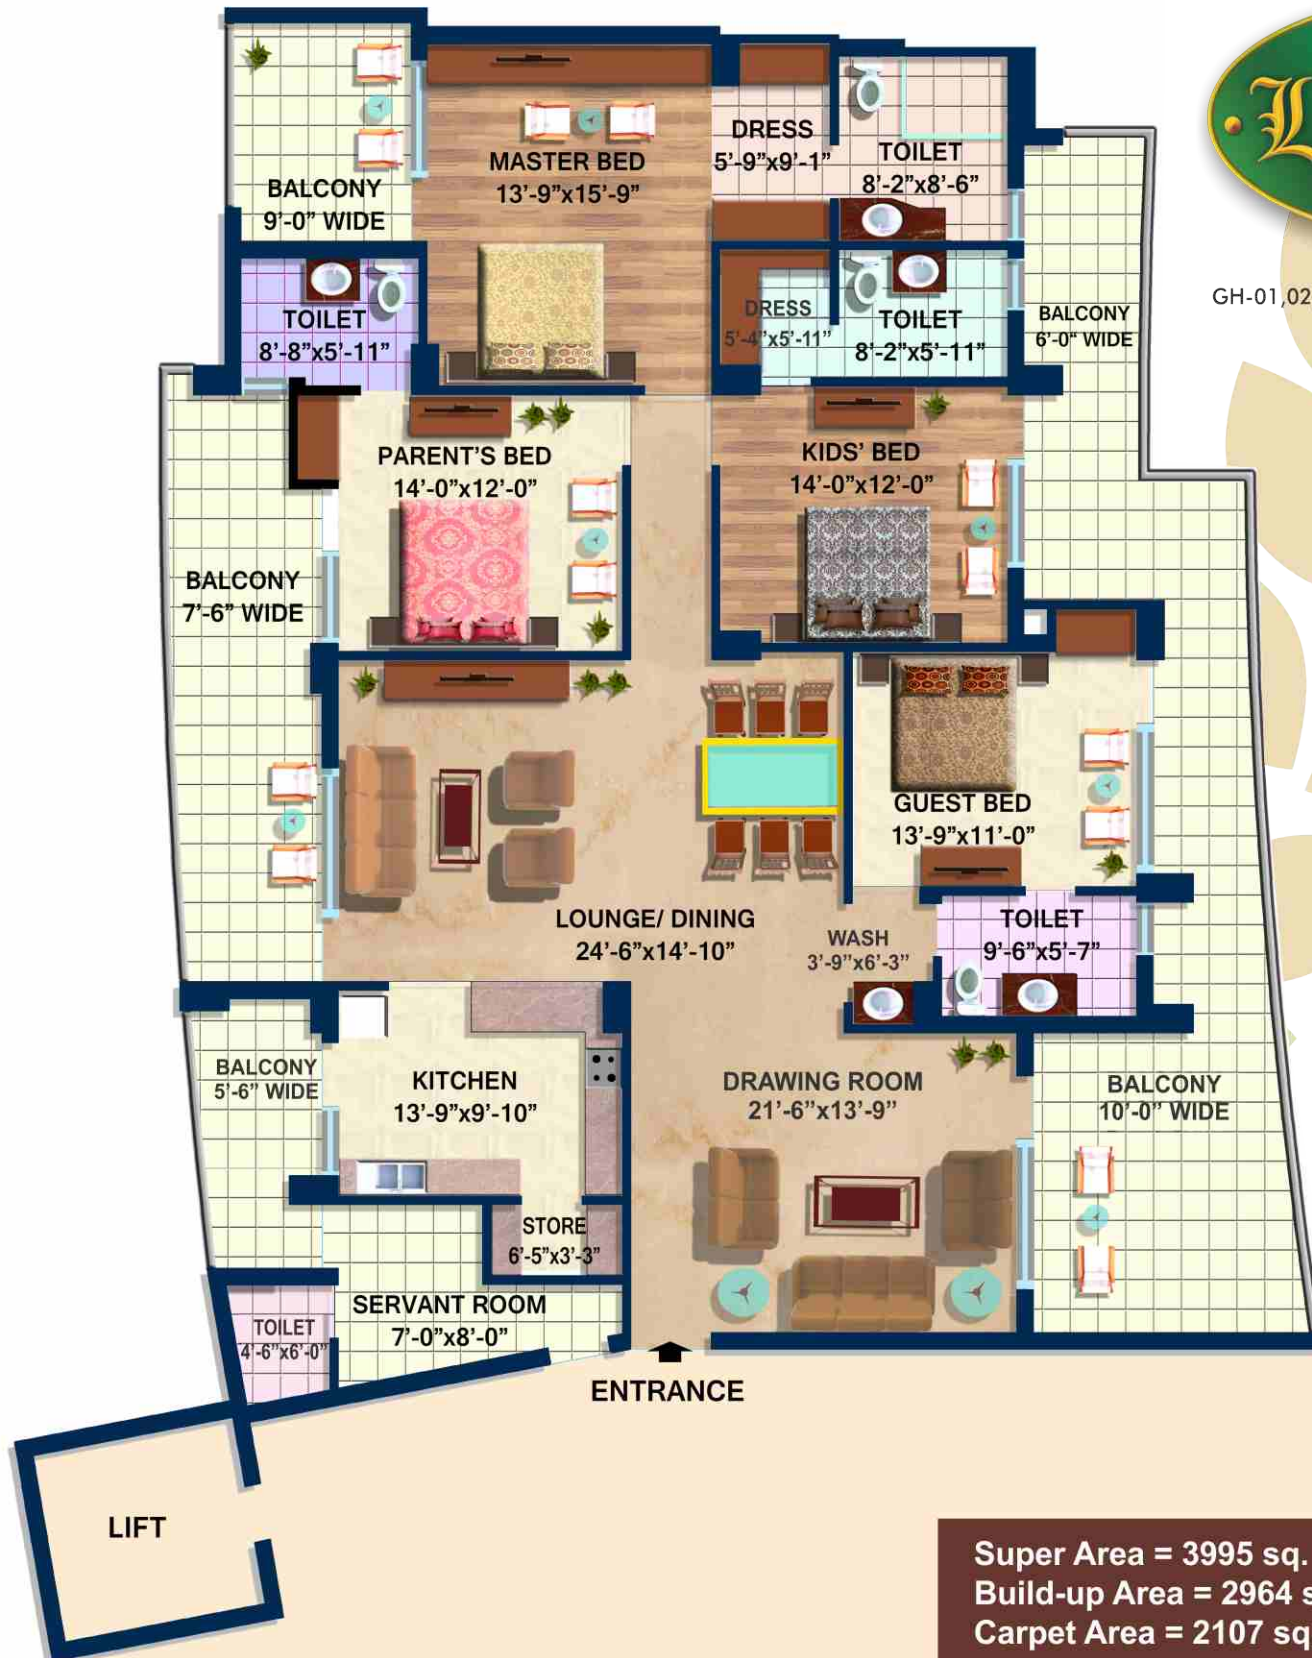 DRESS
5'-9"x9'-1"
TOILET
8'-2"x8'-6"
MASTER BED
13'-9"x15'-9"
BALCONY
9'-0" WIDE
GH-01,02
TOILET
8'-8"x5'-11"
DRESS
5'-4"x5'-11"
TOILET
8'-2"x5'-11"
BALCONY
6'-0" WIDE
PARENT'S BED
14'-0"x12'-0"
KIDS' BED
14'-0"x12'-0"
BALCONY
7'-6" WIDE
GUEST BED
13'-9"x11'-0"
LOUNGE/ DINING
24'-6"x14'-10"
WASH
3'-9"x6'-3"
TOILET
9'-6"x5'-7"
BALCONY
5'-6" WIDE
KITCHEN
13'-9"x9'-10"
DRAWING ROOM
21'-6"x13'-9"
BALCONY
10'-0" WIDE
STORE
6'-5"x3'-3"
SERVANT ROOM
7'-0"x8'-0"
TOILET
4'-6"x6'-0"
ENTRANCE
LIFT
Super Area = 3995 sq.
Build-up Area = 2964 s
Carpet Area = 2107 sq